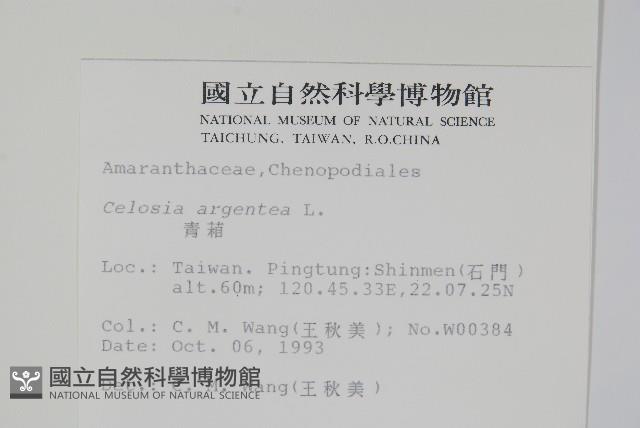 國立自然科學博物館
NATIONAL MUSEUM OF NATURAL SCIENCE
TAICHUNG, TAIWAN, R.O.CHINA
Amaranthaceae,Chenopodiales
Celosia argentea L.
青葙
Loc.: Taiwan. Pingtung:Shinmen(石門)
alt.60m; 120.45.33E,22.07.25N
Col.: C. M. Wang(王秋美); No.W00384
Date: Oct. 06, 1993
Det.: C. M. Wang(王秋美)
國立自然科學博物館
NATIONAL MUSEUM OF NATURAL SCIENCE